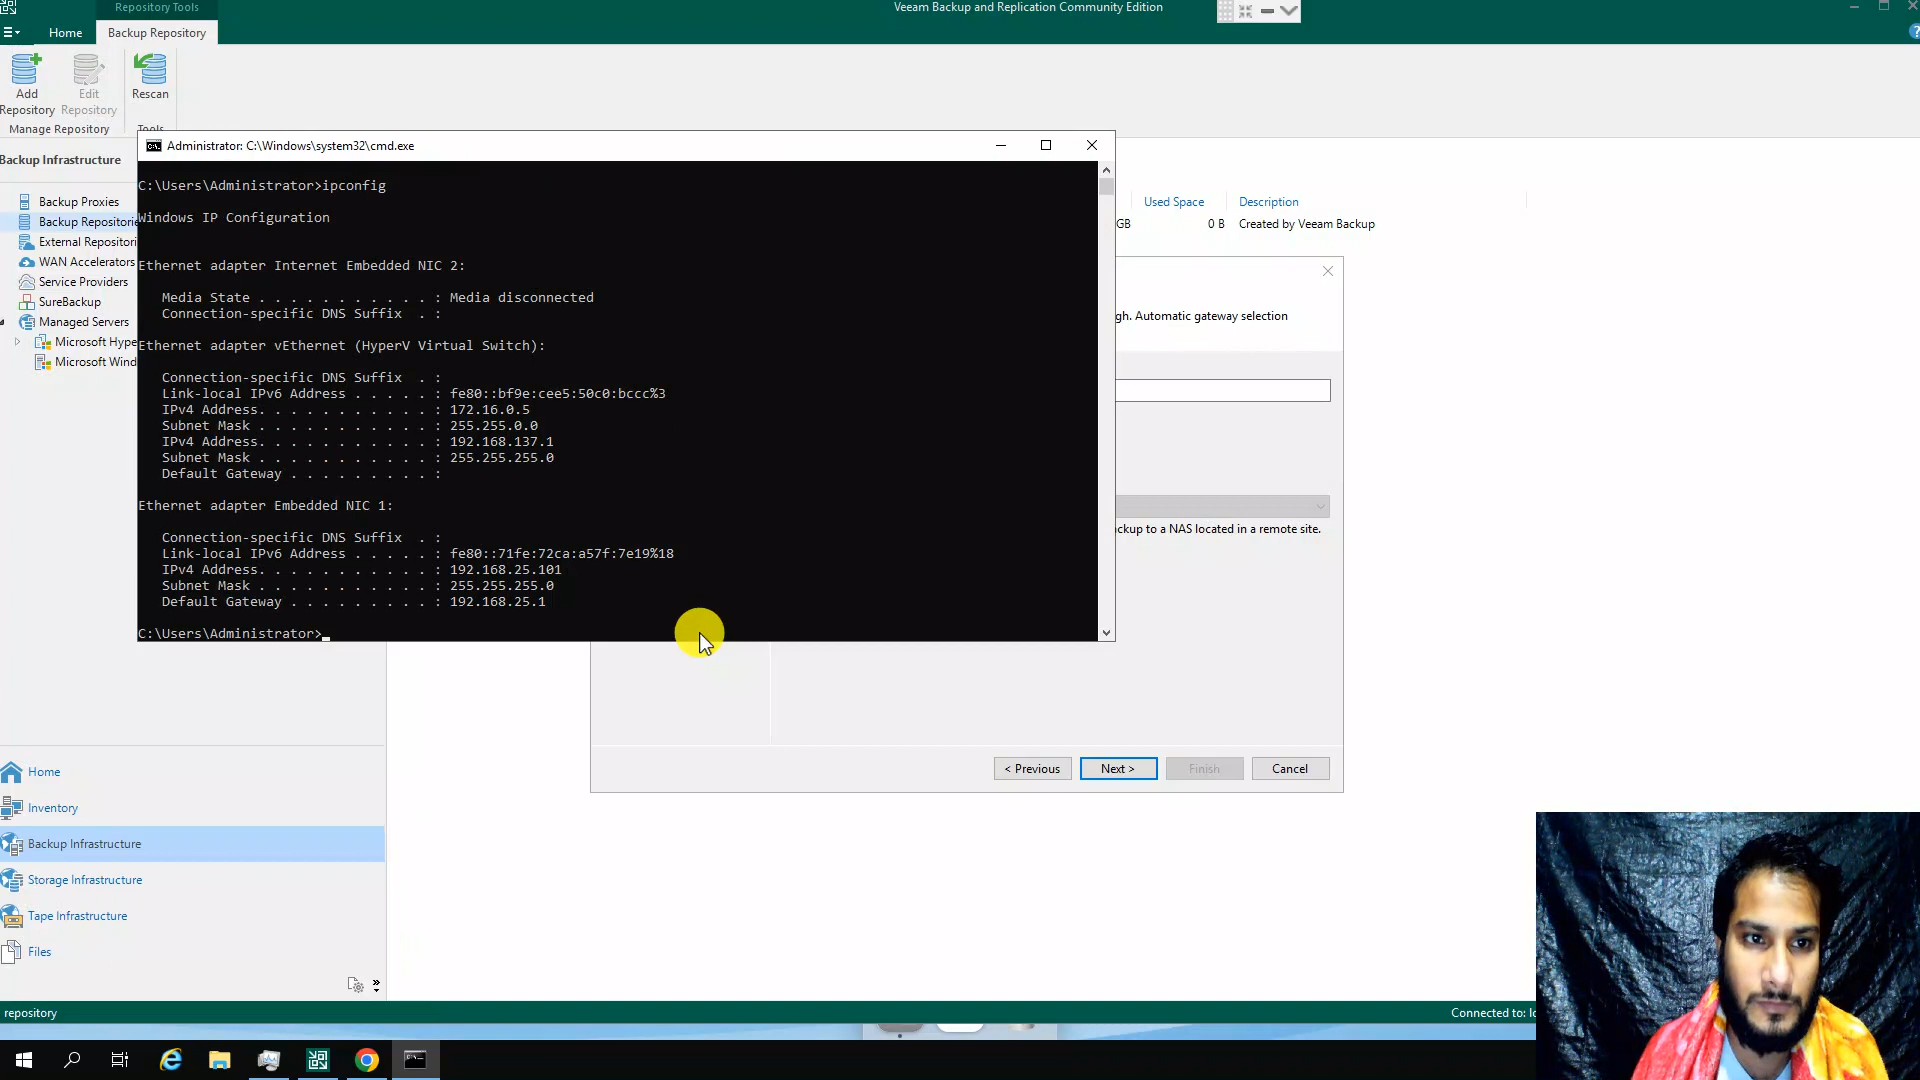 Repository Tools
Veeam Backup and Replication Community Edition
Home
Backup Repository
Add Repository
Edit Repository
Rescan
Manage Repository
Tools
Backup Infrastructure
Backup Proxies
Backup Repositorie
External Repositori
WAN Accelerators
Service Providers
SureBackup
Managed Servers
Microsoft Hype
Microsoft Wind
Administrator: C:\Windows\system32\cmd.exe
C:\Users\Administrator>ipconfig
Windows IP Configuration
Ethernet adapter Internet Embedded NIC 2:
Media State . . . . . . . . . . . : Media disconnected
Connection-specific DNS Suffix . :
Ethernet adapter vEthernet (HyperV Virtual Switch):
Connection-specific DNS Suffix . :
Link-local IPv6 Address . . . . . : fe80::bf9e:cee5:50c0:bccc%3
IPv4 Address. . . . . . . . . . . : 172.16.0.5
Subnet Mask . . . . . . . . . . . : 255.255.0.0
IPv4 Address. . . . . . . . . . . : 192.168.137.1
Subnet Mask . . . . . . . . . . . : 255.255.255.0
Default Gateway . . . . . . . . . :
Ethernet adapter Embedded NIC 1:
Connection-specific DNS Suffix . :
Link-local IPv6 Address . . . . . : fe80::71fe:72ca:a57f:7e19%18
IPv4 Address. . . . . . . . . . . : 192.168.25.101
Subnet Mask . . . . . . . . . . . : 255.255.255.0
Default Gateway . . . . . . . . . : 192.168.25.1
C:\Users\Administrator>
Used Space
Description
GB
0 B
Created by Veeam Backup
gh. Automatic gateway selection
ckup to a NAS located in a remote site.
< Previous
Next >
Finish
Cancel
Home
Inventory
Backup Infrastructure
Storage Infrastructure
Tape Infrastructure
Files
repository
Connected to: